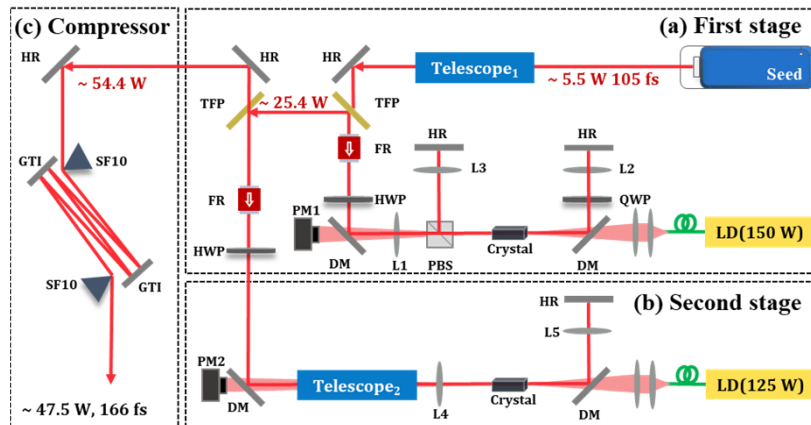 (c) Compressor
HR
~ 54.4 W
GTI
SF10
SF10
GTI
~ 47.5 W, 166 fs
(a) First stage
HR
HR
Telescope1
~ 5.5 W 105 fs
Seed
TFP
~ 25.4 W
TFP
FR
HR
HR
L3
L2
FR
HWP
QWP
PM1
LD(150 W)
DM
L1
PBS
Crystal
DM
HWP
(b) Second stage
HR
L5
PM2
Telescope2
LD(125 W)
DM
L4
Crystal
DM